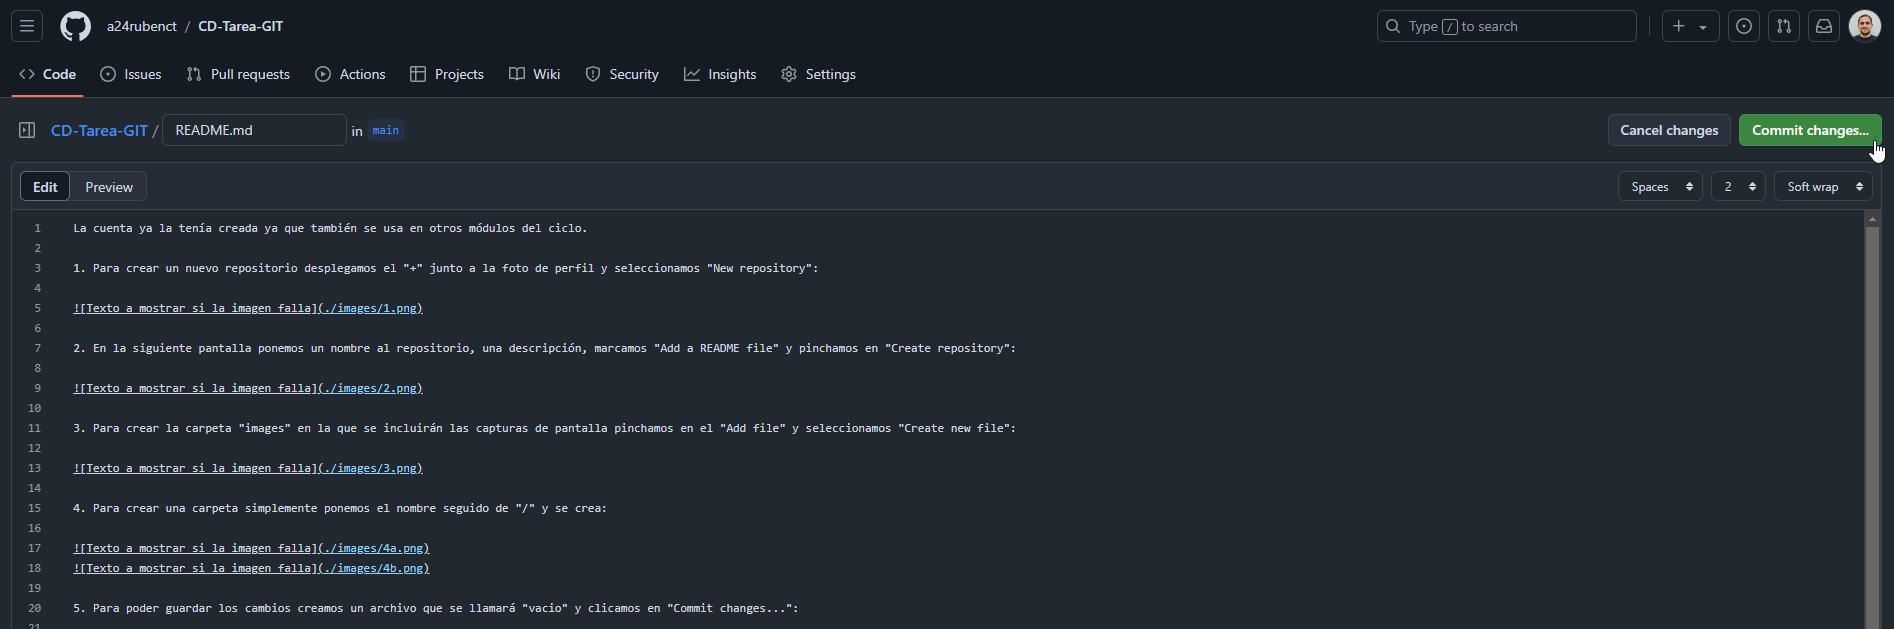 a24rubenct / CD-Tarea-GIT
Type / to search
Code Issues Pull requests Actions Projects Wiki Security Insights Settings
CD-Tarea-GIT / README.md in main
Cancel changes Commit changes...
Edit Preview
Spaces 2 Soft wrap
1 La cuenta ya la tenía creada ya que también se usa en otros módulos del ciclo.
2
3 1. Para crear un nuevo repositorio desplegamos el "+" junto a la foto de perfil y seleccionamos "New repository":
4
5 ![Texto a mostrar si la imagen falla](./images/1.png)
6
7 2. En la siguiente pantalla ponemos un nombre al repositorio, una descripción, marcamos "Add a README file" y pinchamos en "Create repository":
8
9 ![Texto a mostrar si la imagen falla](./images/2.png)
10
11 3. Para crear la carpeta "images" en la que se incluirán las capturas de pantalla pinchamos en el "Add file" y seleccionamos "Create new file":
12
13 ![Texto a mostrar si la imagen falla](./images/3.png)
14
15 4. Para crear una carpeta simplemente ponemos el nombre seguido de "/" y se crea:
16
17 ![Texto a mostrar si la imagen falla](./images/4a.png)
18 ![Texto a mostrar si la imagen falla](./images/4b.png)
19
20 5. Para poder guardar los cambios creamos un archivo que se llamará "vacio" y clicamos en "Commit changes...":
21